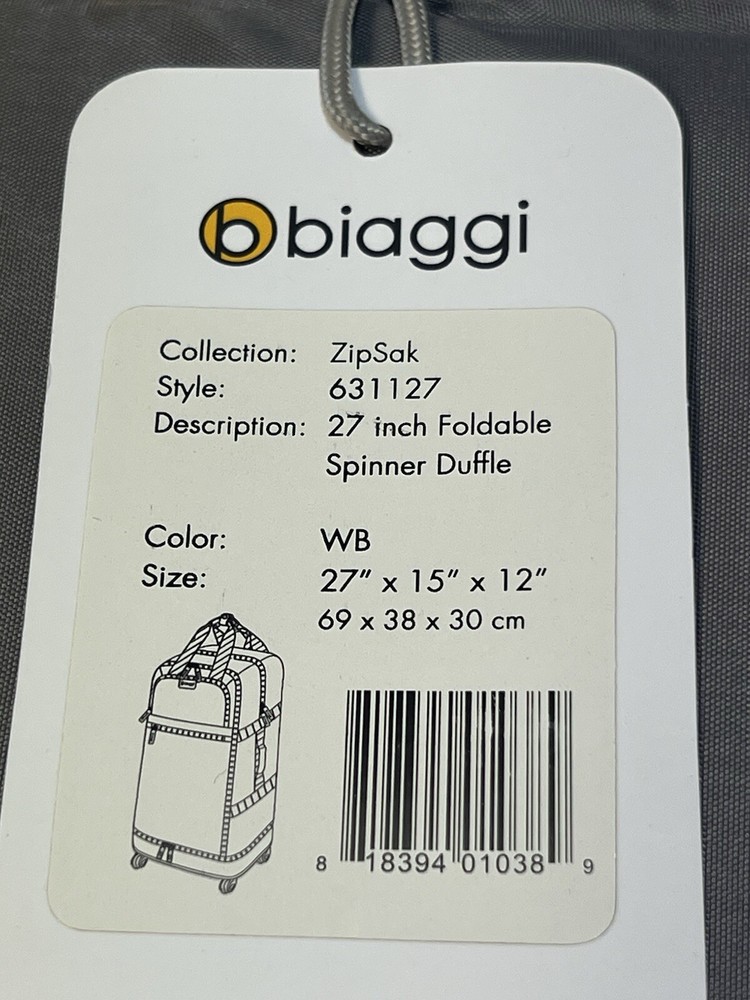 b biaggi
Collection: ZipSak
Style: 631127
Description: 27 inch Foldable
Spinner Duffle
Color: WB
Size: 27" x 15" x 12"
69 x 38 x 30 cm
8 18394 01038 9